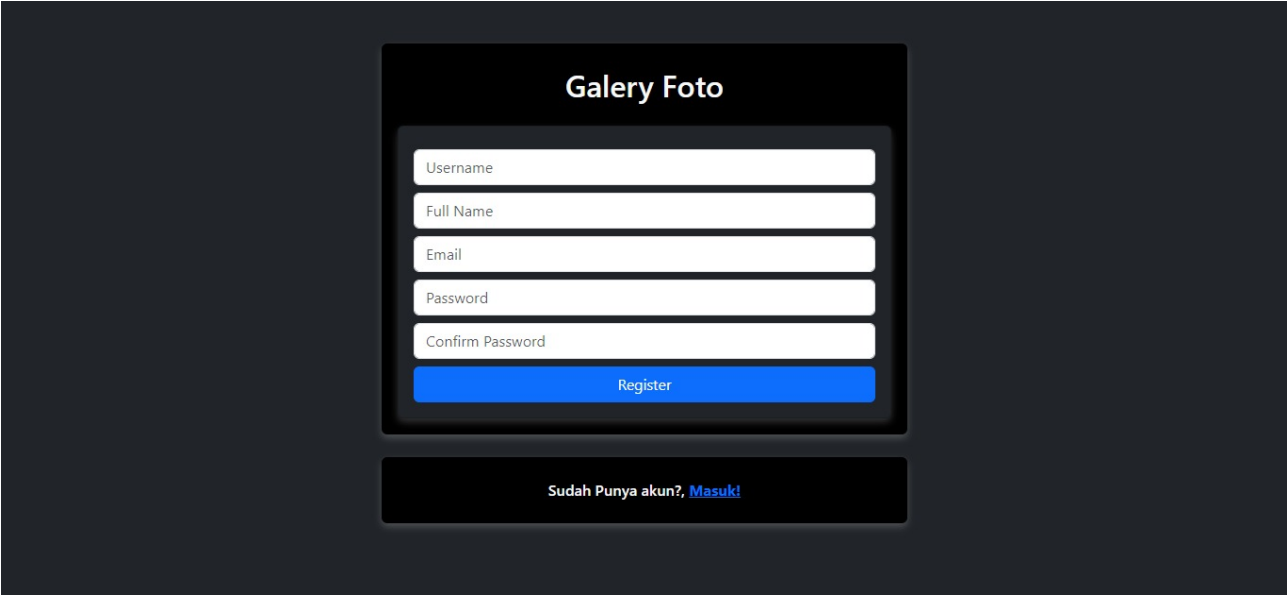 Galery Foto
Username
Full Name
Email
Password
Confirm Password
Register
Sudah Punya akun?, Masuk!